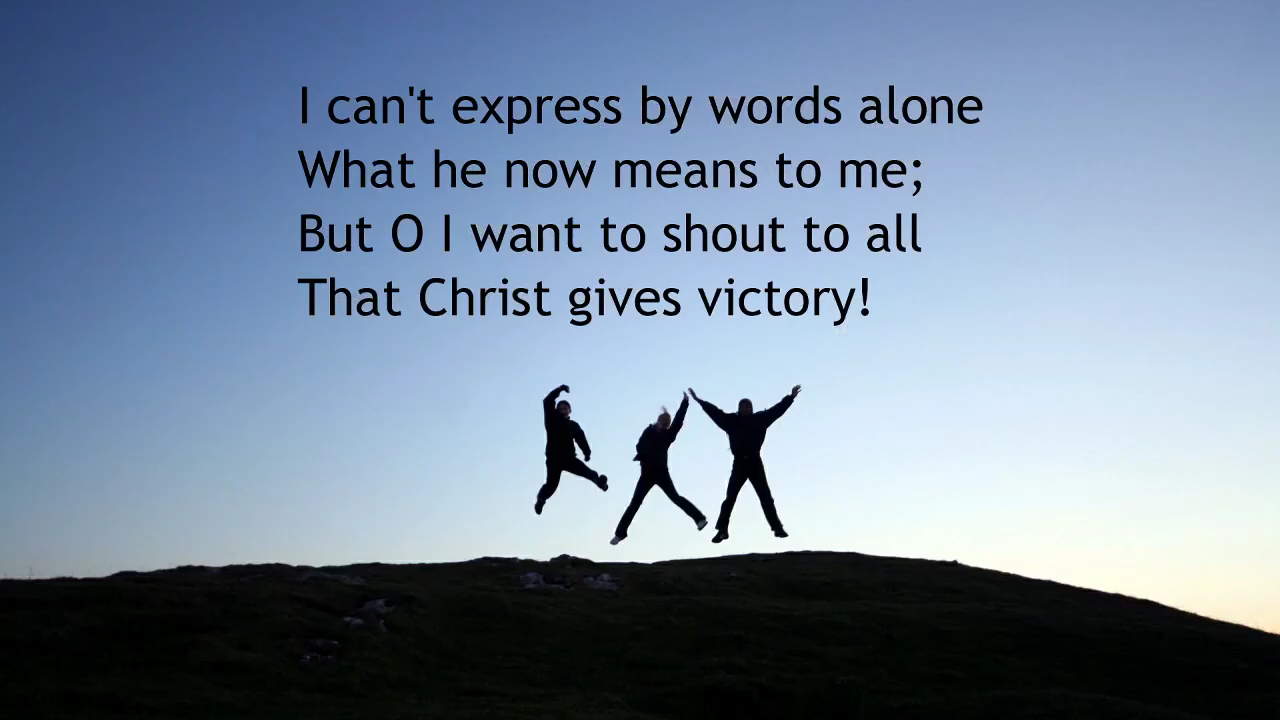 I can't express by words alone
What he now means to me;
But O I want to shout to all
That Christ gives victory!